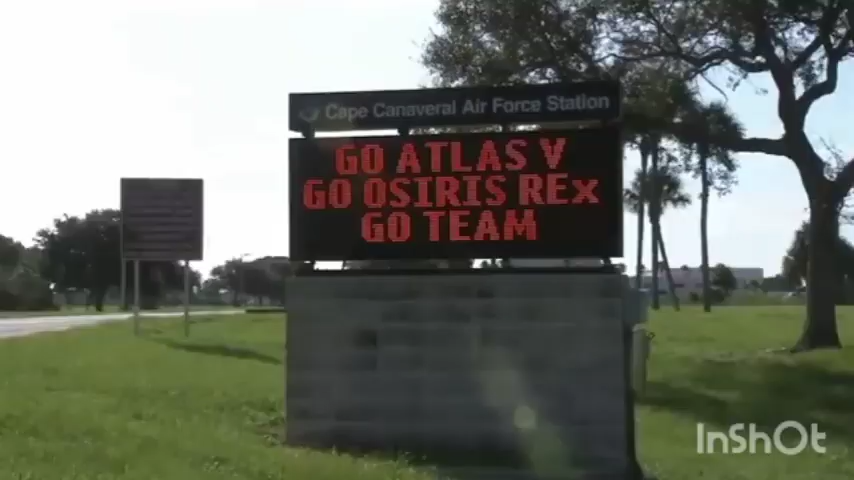 Cape Canaveral Air Force Station
GO ATLAS V
GO OSIRIS REx
GO TEAM
InShOt